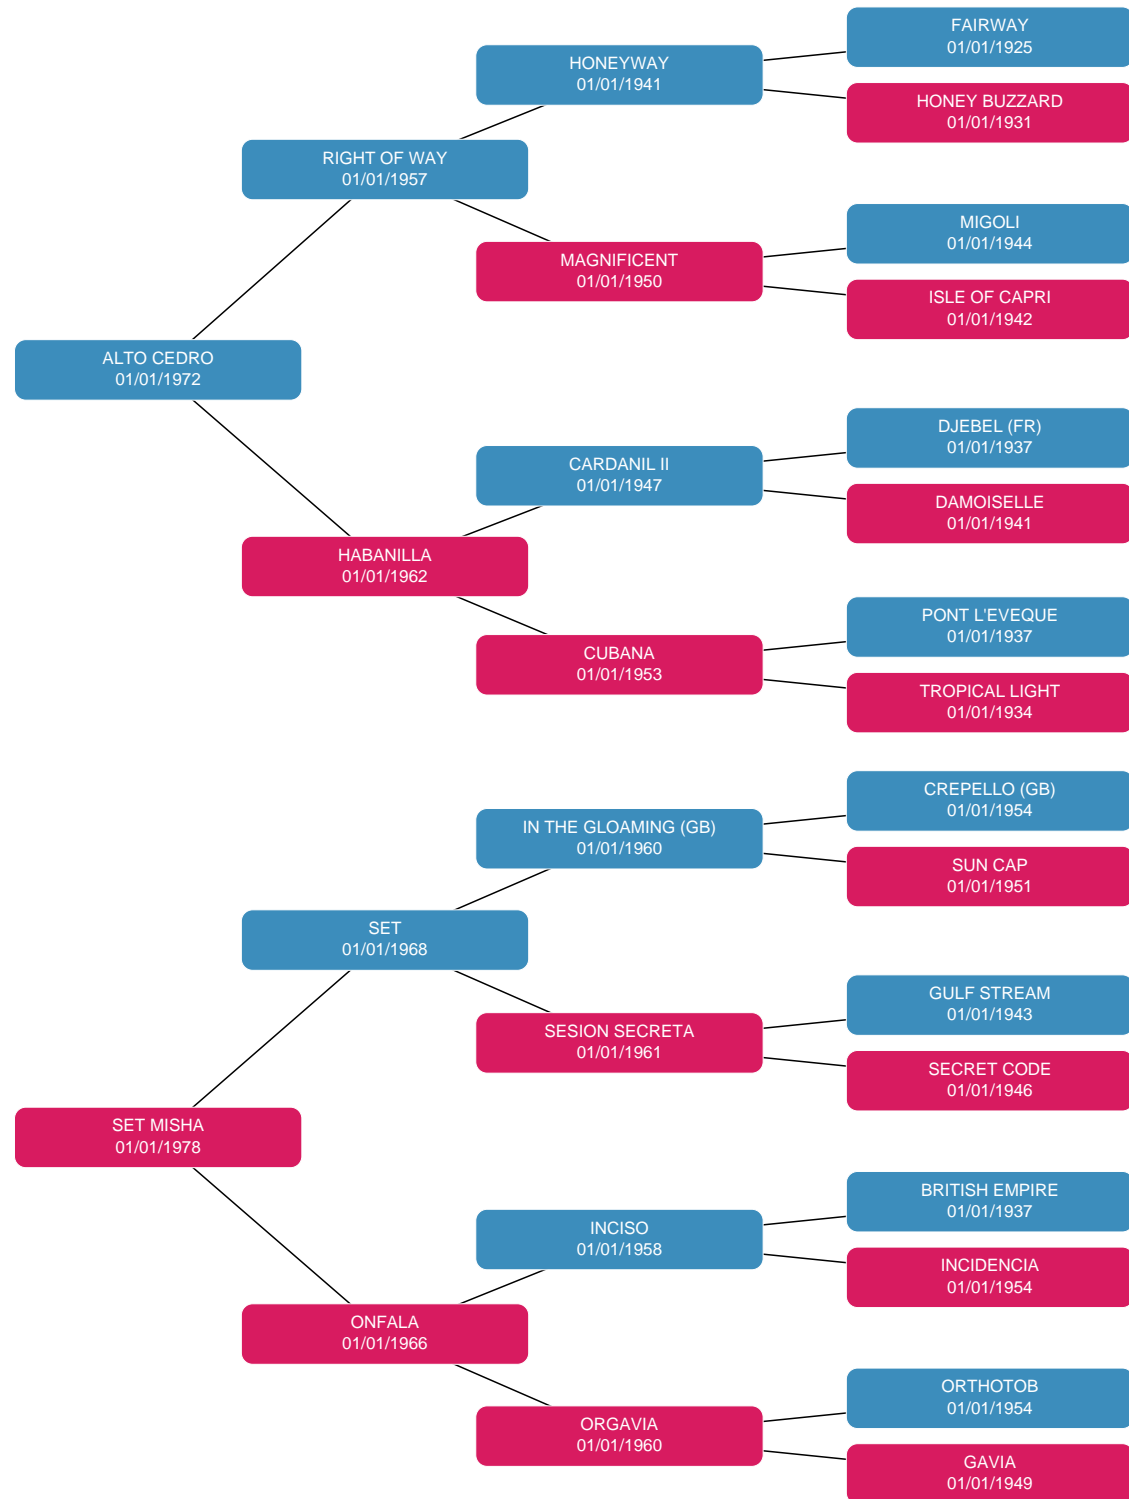 FAIRWAY
01/01/1925
HONEYWAY
01/01/1941
HONEY BUZZARD
01/01/1931
RIGHT OF WAY
01/01/1957
MIGOLI
01/01/1944
MAGNIFICENT
01/01/1950
ISLE OF CAPRI
01/01/1942
ALTO CEDRO
01/01/1972
DJEBEL (FR)
01/01/1937
CARDANIL II
01/01/1947
DAMOISELLE
01/01/1941
HABANILLA
01/01/1962
PONT L'EVEQUE
01/01/1937
CUBANA
01/01/1953
TROPICAL LIGHT
01/01/1934
CREPELLO (GB)
01/01/1954
IN THE GLOAMING (GB)
01/01/1960
SUN CAP
01/01/1951
SET
01/01/1968
GULF STREAM
01/01/1943
SESION SECRETA
01/01/1961
SECRET CODE
01/01/1946
SET MISHA
01/01/1978
BRITISH EMPIRE
01/01/1937
INCISO
01/01/1958
INCIDENCIA
01/01/1954
ONFALA
01/01/1966
ORTHOTOB
01/01/1954
ORGAVIA
01/01/1960
GAVIA
01/01/1949